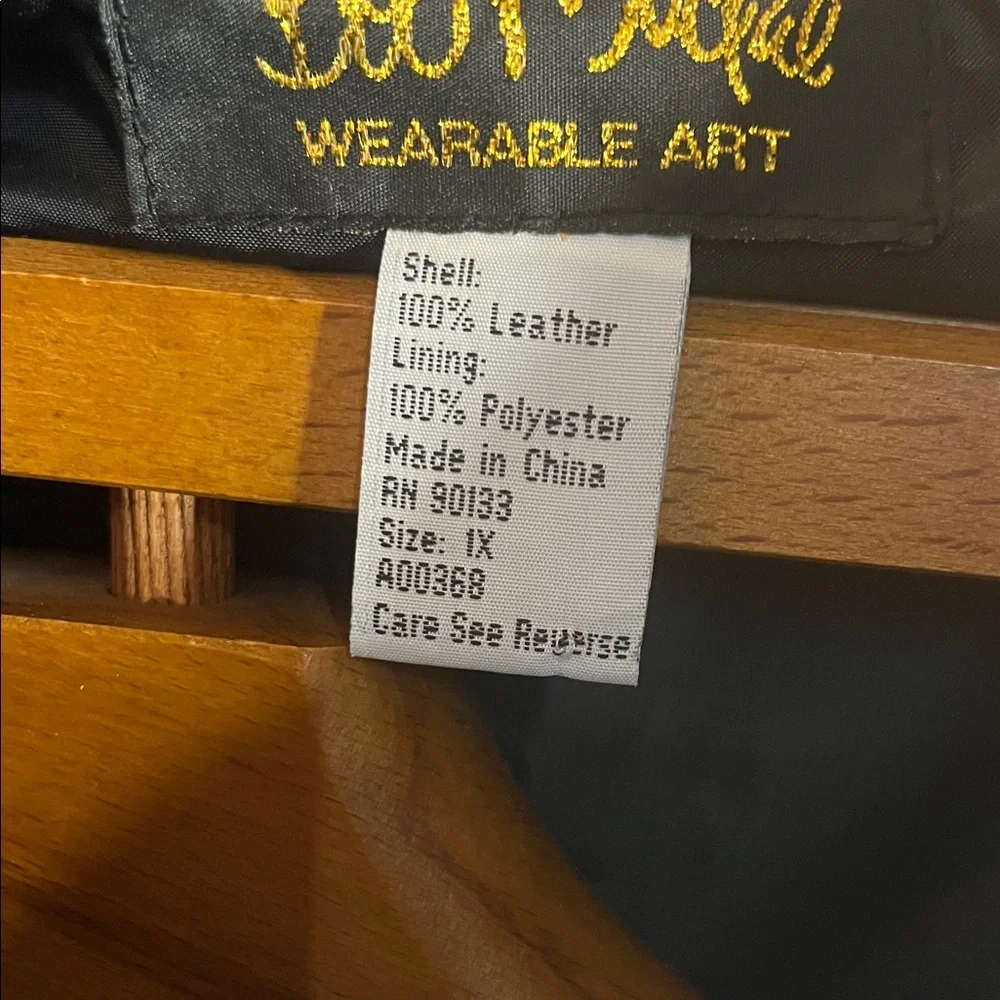 WEARABLE ART
Shell:
100% Leather
Lining:
100% Polyester
Made in China
RN 90133
Size: 1X
A00368
Care See Reverse